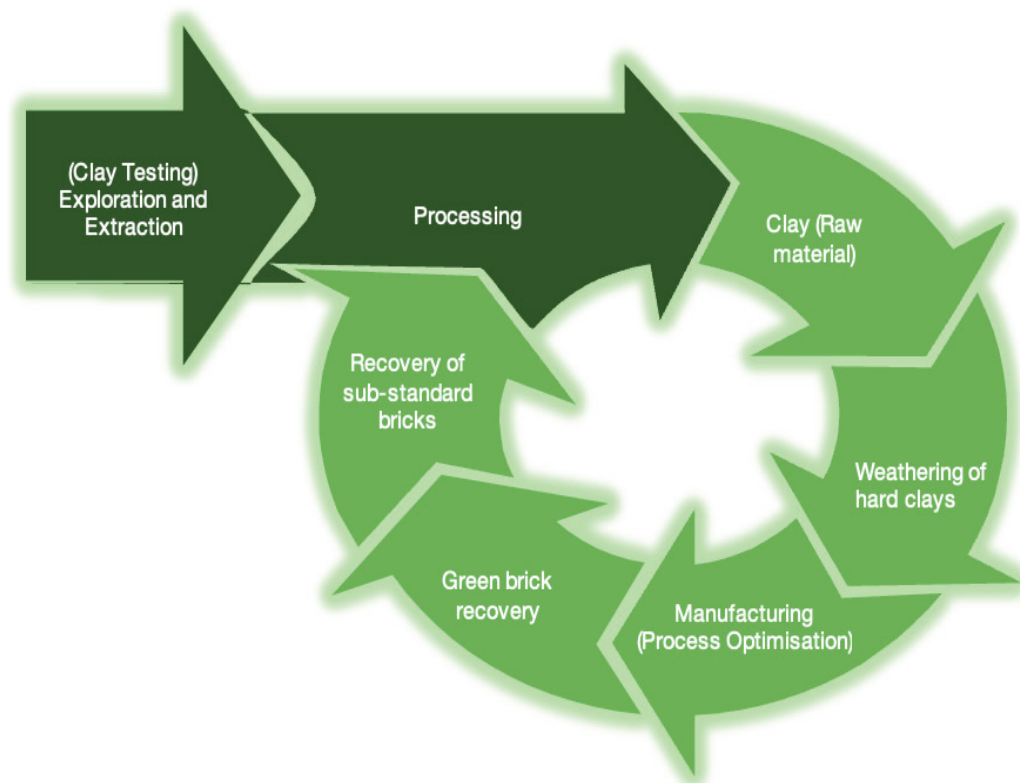 (Clay Testing)
Exploration and
Extraction
Processing
Clay (Raw
material)
Weathering of
hard clays
Manufacturing
(Process Optimisation)
Green brick
recovery
Recovery of
sub-standard
bricks